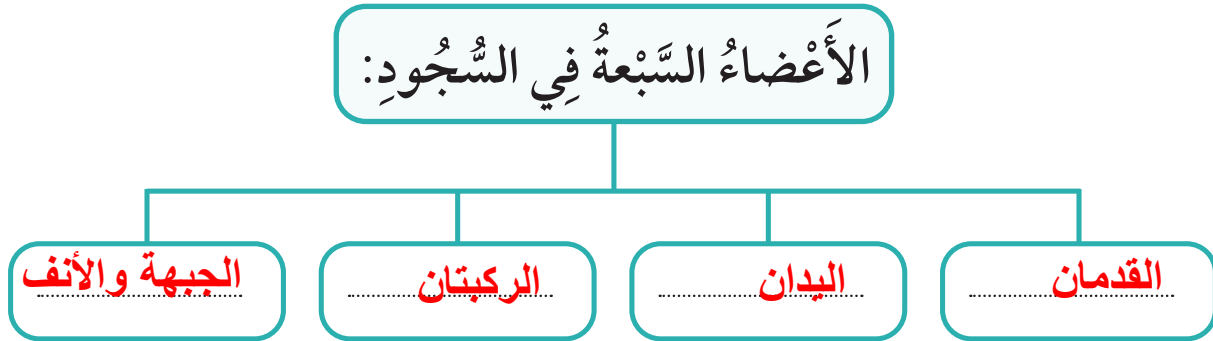 الأَعْضاءُ السَّبْعةُ فِي السُّجُودِ:
القدمان
اليدان
الركبتان
الجبهة والأنف